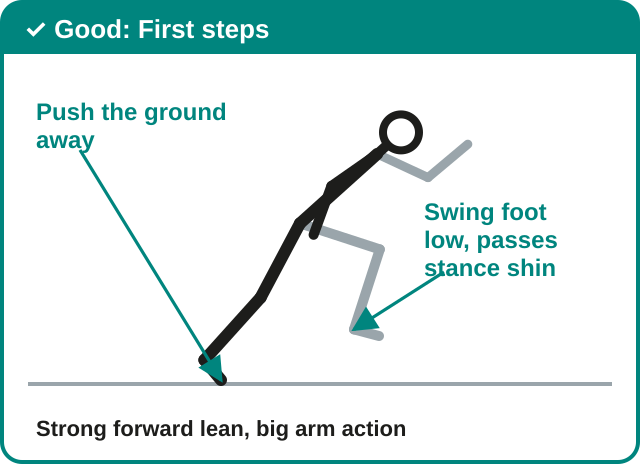 Good: First steps
Push the ground
away
Swing foot
low, passes
stance shin
Strong forward lean, big arm action